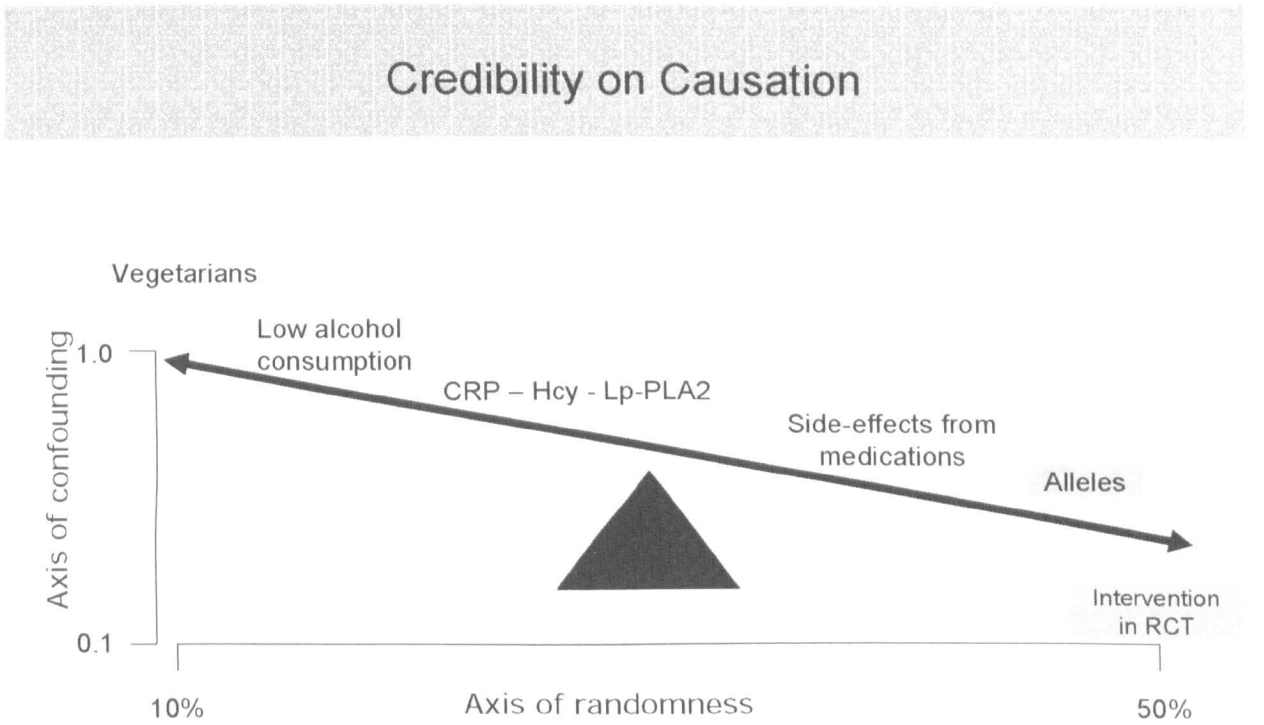 Credibility on Causation
Vegetarians
Low alcohol
consumption
CRP – Hcy - Lp-PLA2
Side-effects from
medications
Alleles
Intervention
in RCT
Axis of confounding
1.0
0.1
10%
Axis of randomness
50%